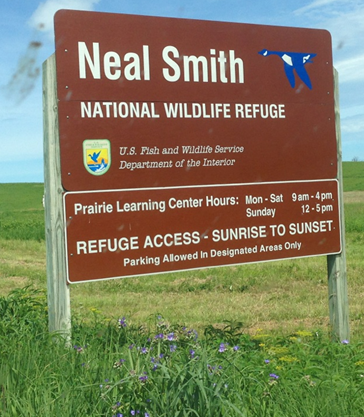 Neal Smith
NATIONAL WILDLIFE REFUGE
U.S. Fish and Wildlife Service
Department of the Interior
Prairie Learning Center Hours: Mon - Sat 9 am - 4 pm
Sunday 12 - 5 pm
REFUGE ACCESS - SUNRISE TO SUNSET
Parking Allowed In Designated Areas Only